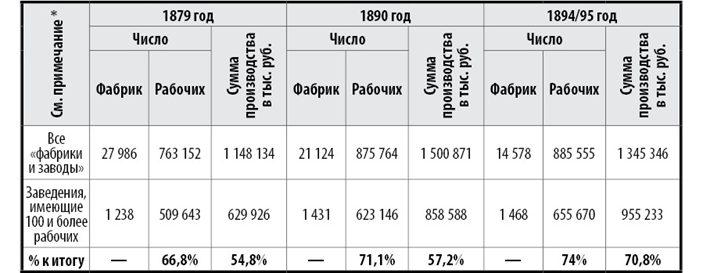 См. примечание *
1879 год 1890 год 1894/95 год
Число Сумма производства в тыс. руб. Число Сумма производства в тыс. руб. Число Сумма производства в тыс. руб.
Фабрик Рабочих Фабрик Рабочих Фабрик Рабочих
Все
«фабрики
и заводы»
27 986 763 152 1 148 134 21 124 875 764 1 500 871 14 578 885 555 1 345 346
Заведения,
имеющие
100 и более
рабочих
1 238 509 643 629 926 1 431 623 146 858 588 1 468 655 670 955 233
% к итогу — 66,8% 54,8% — 71,1% 57,2% — 74% 70,8%